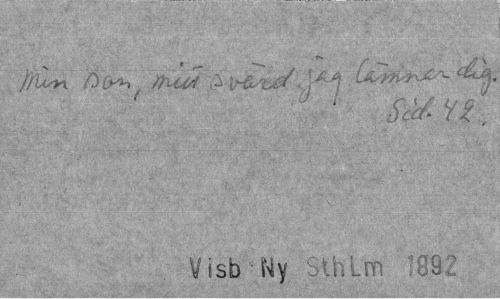 Min son, mitt svärd jag lämnar dig.
Sid. 42.
Visb Ny SthLm 1892